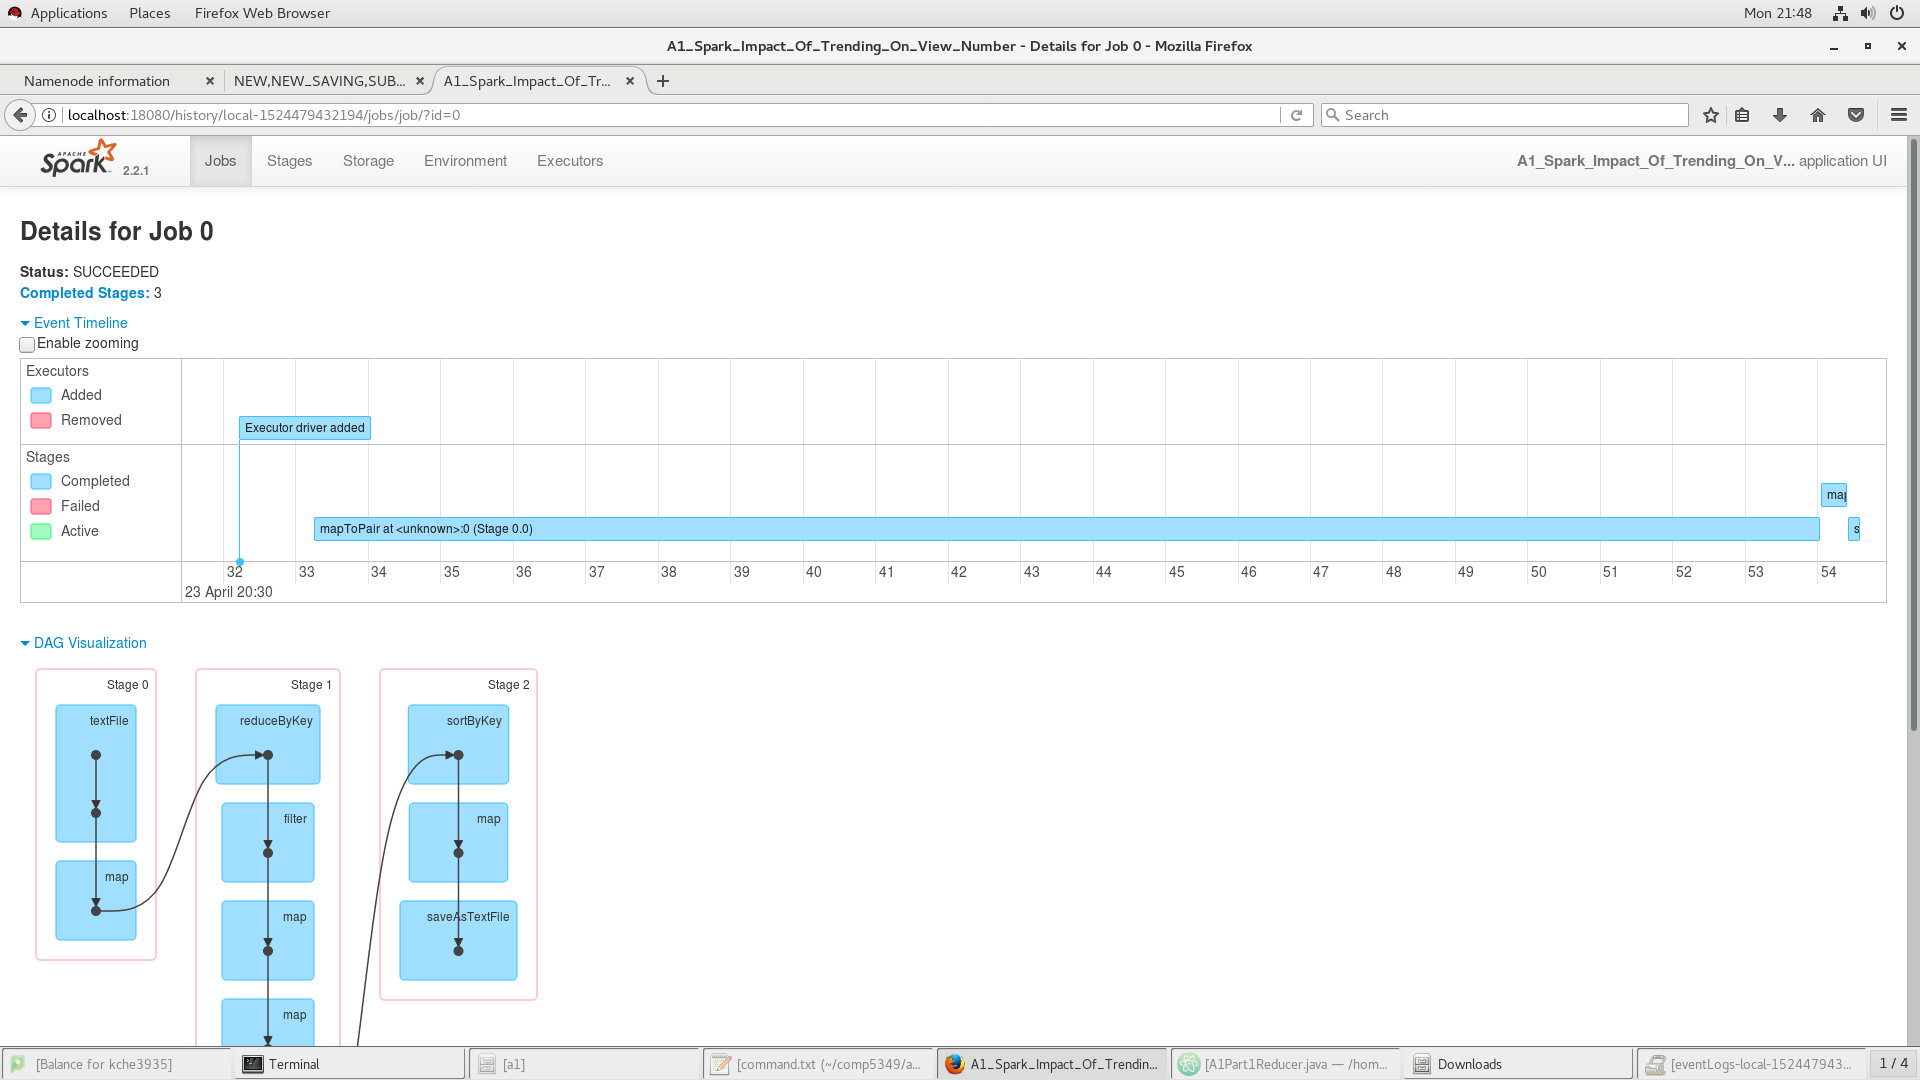 Applications Places Firefox Web Browser Mon 21:48
A1_Spark_Impact_Of_Trending_On_View_Number - Details for Job 0 - Mozilla Firefox
Namenode information NEW,NEW_SAVING,SUB... A1_Spark_Impact_Of_Tr...
localhost:18080/history/local-1524479432194/jobs/job/?id=0 Search
APACHE Spark 2.2.1 Jobs Stages Storage Environment Executors A1_Spark_Impact_Of_Trending_On_V... application UI
Details for Job 0
Status: SUCCEEDED
Completed Stages: 3
Event Timeline
Enable zooming
Executors
Added
Removed
Executor driver added
Stages
Completed
Failed
Active
map
mapToPair at <unknown>:0 (Stage 0.0) s
32 33 34 35 36 37 38 39 40 41 42 43 44 45 46 47 48 49 50 51 52 53 54
23 April 20:30
DAG Visualization
Stage 0 Stage 1 Stage 2
textFile reduceByKey sortByKey
filter map
map
map saveAsTextFile
map
[Balance for kche3935] Terminal [a1] [command.txt (~/comp5349/a... A1_Spark_Impact_Of_Trendin... [A1Part1Reducer.java — /hom... Downloads [eventLogs-local-152447943... 1 / 4